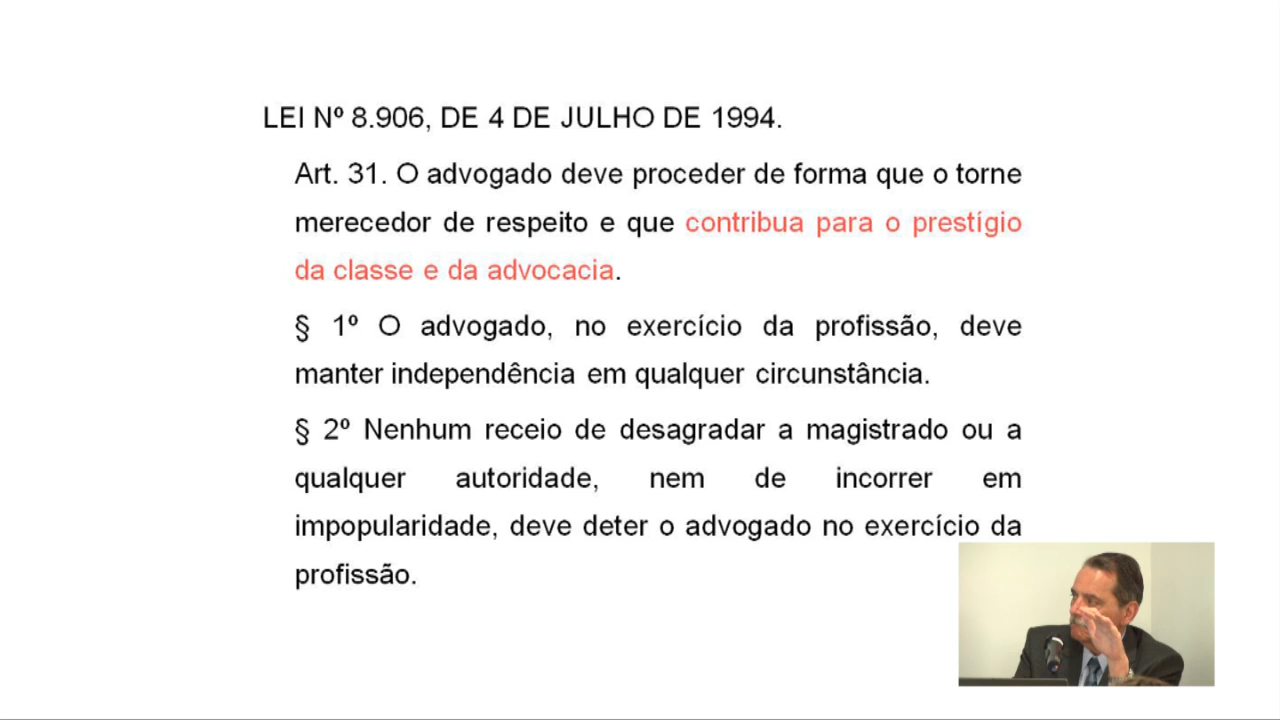 LEI Nº 8.906, DE 4 DE JULHO DE 1994.
Art. 31. O advogado deve proceder de forma que o torne
merecedor de respeito e que contribua para o prestígio
da classe e da advocacia.
§ 1º O advogado, no exercício da profissão, deve
manter independência em qualquer circunstância.
§ 2º Nenhum receio de desagradar a magistrado ou a
qualquer autoridade, nem de incorrer em
impopularidade, deve deter o advogado no exercício da
profissão.